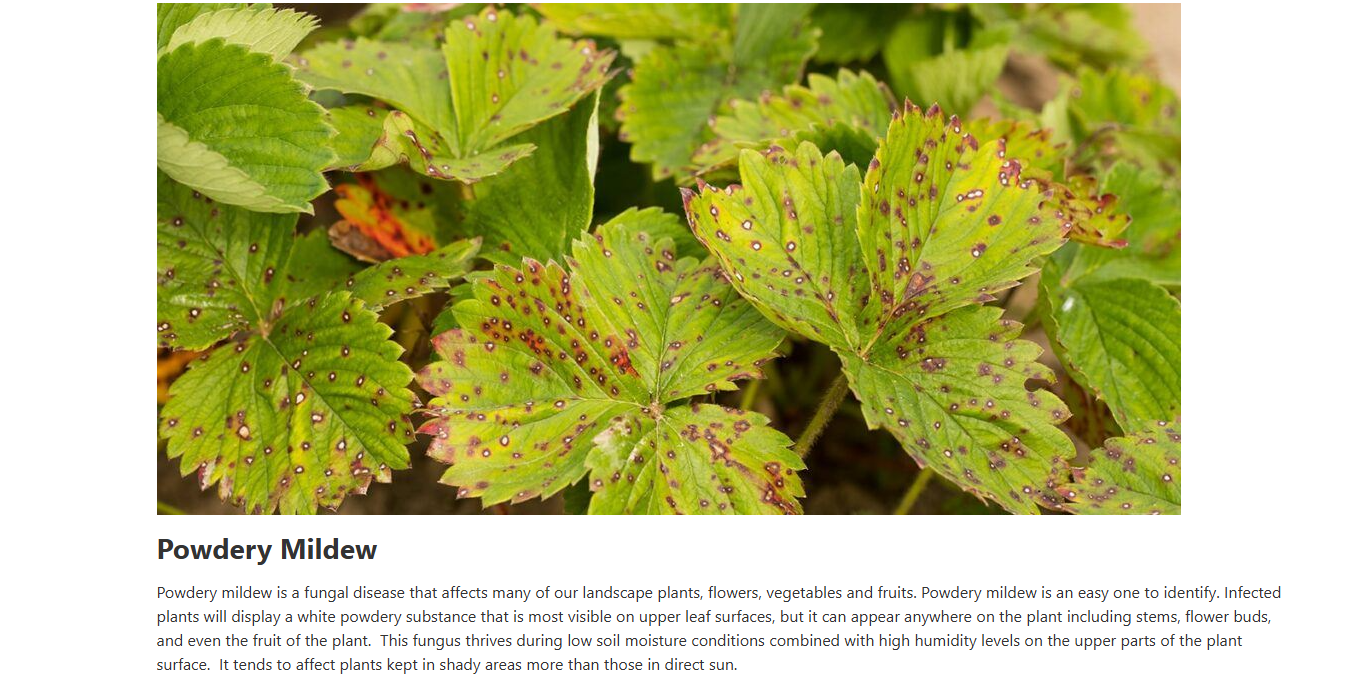 Powdery Mildew
Powdery mildew is a fungal disease that affects many of our landscape plants, flowers, vegetables and fruits. Powdery mildew is an easy one to identify. Infected
plants will display a white powdery substance that is most visible on upper leaf surfaces, but it can appear anywhere on the plant including stems, flower buds,
and even the fruit of the plant.  This fungus thrives during low soil moisture conditions combined with high humidity levels on the upper parts of the plant
surface.  It tends to affect plants kept in shady areas more than those in direct sun.